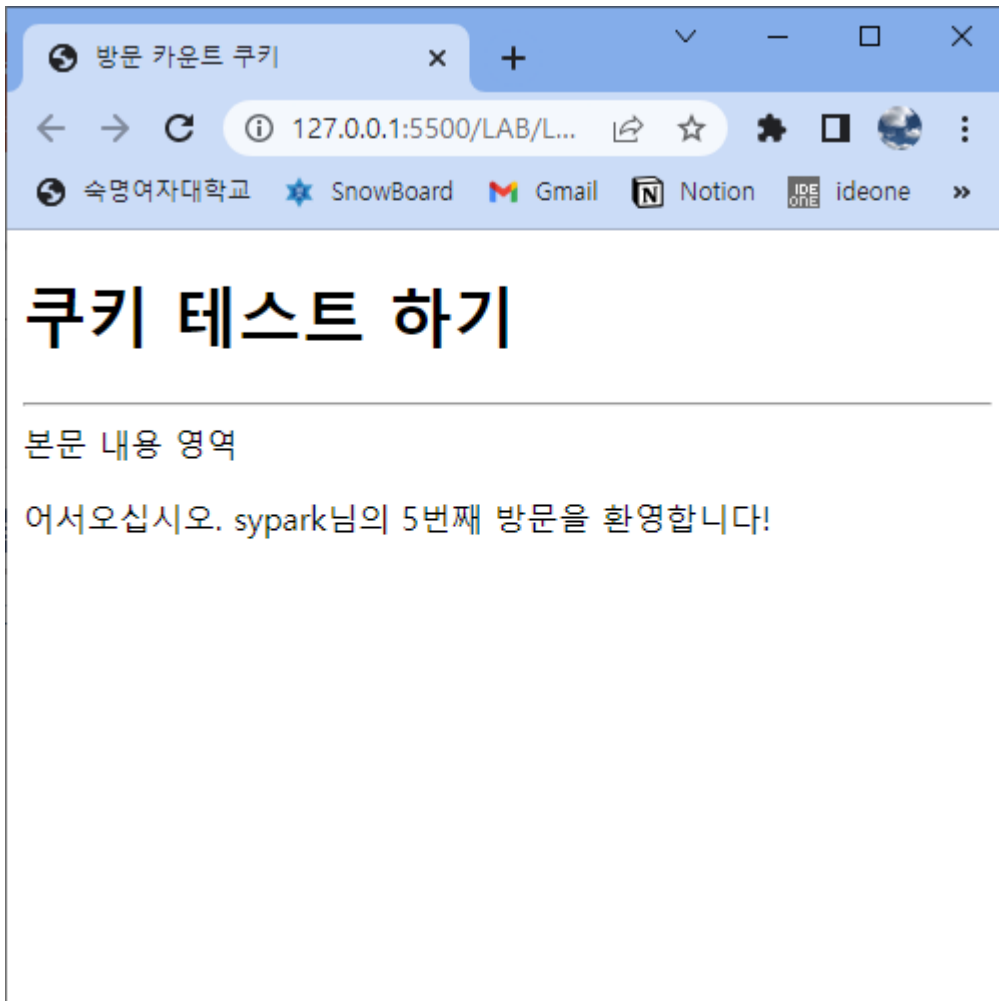 방문 카운트 쿠키
127.0.0.1:5500/LAB/L...
숙명여자대학교 SnowBoard Gmail Notion IDE ONE ideone »
쿠키 테스트 하기
본문 내용 영역
어서오십시오. sypark님의 5번째 방문을 환영합니다!